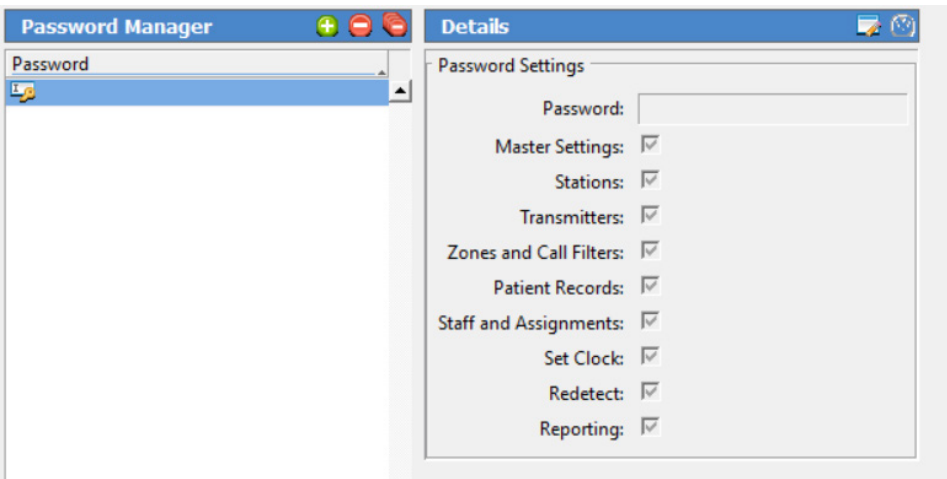 Password Manager
Password
Details
Password Settings
Password:
Master Settings:
Stations:
Transmitters:
Zones and Call Filters:
Patient Records:
Staff and Assignments:
Set Clock:
Redetect:
Reporting: